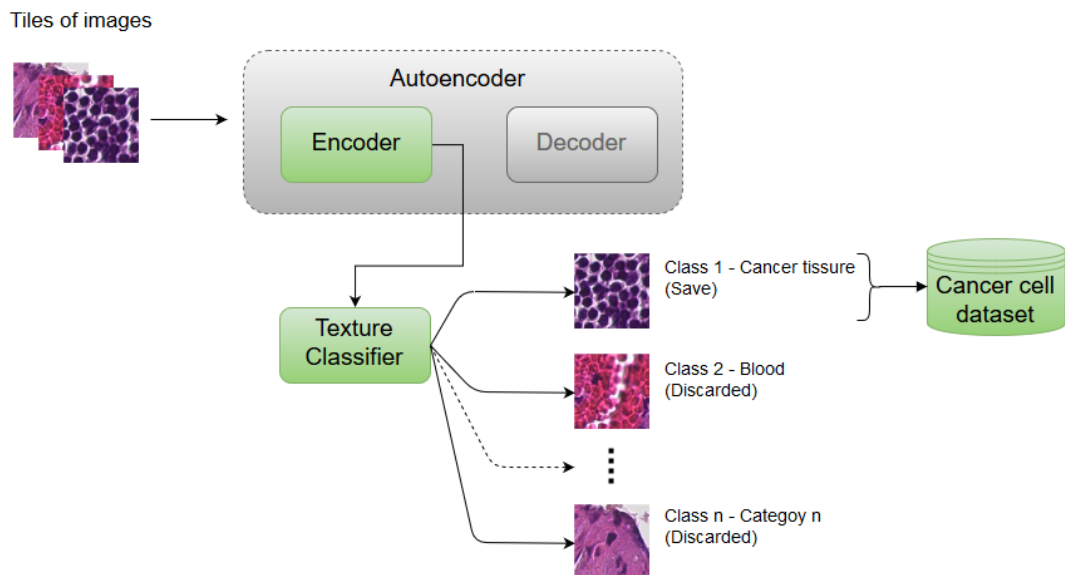 Tiles of images
Autoencoder
Encoder
Decoder
Texture
Classifier
Class 1 - Cancer tissure
(Save)
Cancer cell
dataset
Class 2 - Blood
(Discarded)
Class n - Categoy n
(Discarded)